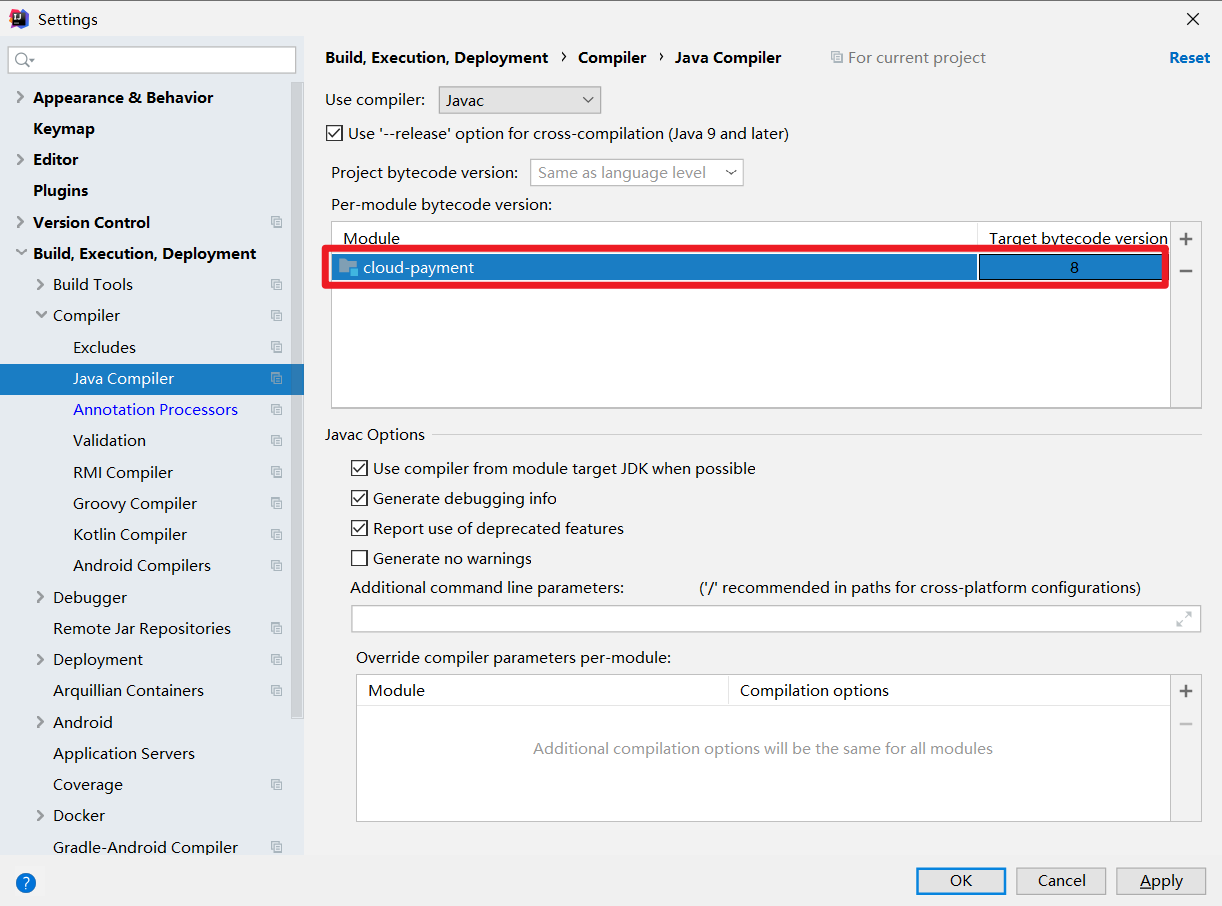 Settings
Build, Execution, Deployment › Compiler › Java Compiler For current project Reset
Appearance & Behavior
Keymap
Editor
Plugins
Version Control
Build, Execution, Deployment
Build Tools
Compiler
Excludes
Java Compiler
Annotation Processors
Validation
RMI Compiler
Groovy Compiler
Kotlin Compiler
Android Compilers
Debugger
Remote Jar Repositories
Deployment
Arquillian Containers
Android
Application Servers
Coverage
Docker
Gradle-Android Compiler
Use compiler: Javac
Use '--release' option for cross-compilation (Java 9 and later)
Project bytecode version: Same as language level
Per-module bytecode version:
Module Target bytecode version
cloud-payment 8
Javac Options
Use compiler from module target JDK when possible
Generate debugging info
Report use of deprecated features
Generate no warnings
Additional command line parameters: ('/' recommended in paths for cross-platform configurations)
Override compiler parameters per-module:
Module Compilation options
Additional compilation options will be the same for all modules
? OK Cancel Apply